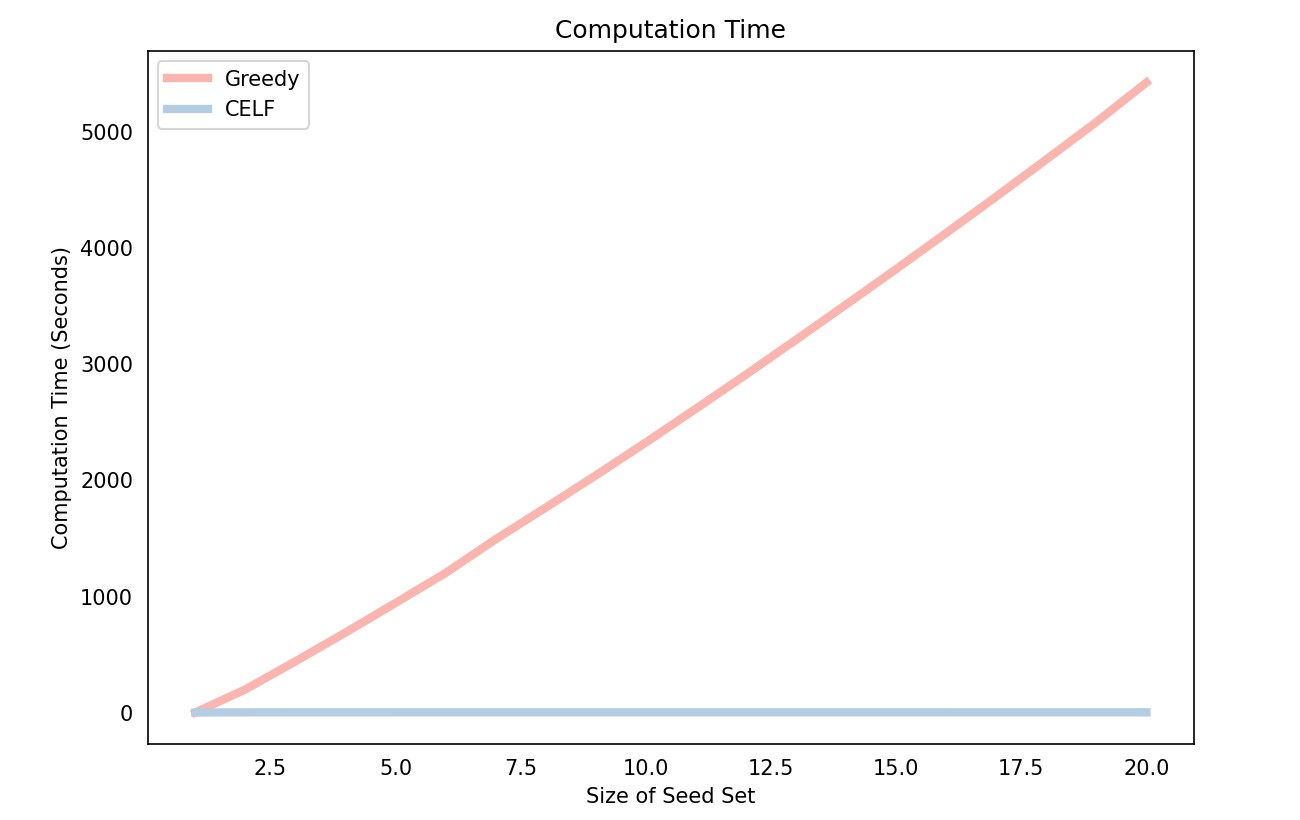 Computation Time
Greedy
CELF
Computation Time (Seconds)
5000
4000
3000
2000
1000
0
2.5 5.0 7.5 10.0 12.5 15.0 17.5 20.0
Size of Seed Set